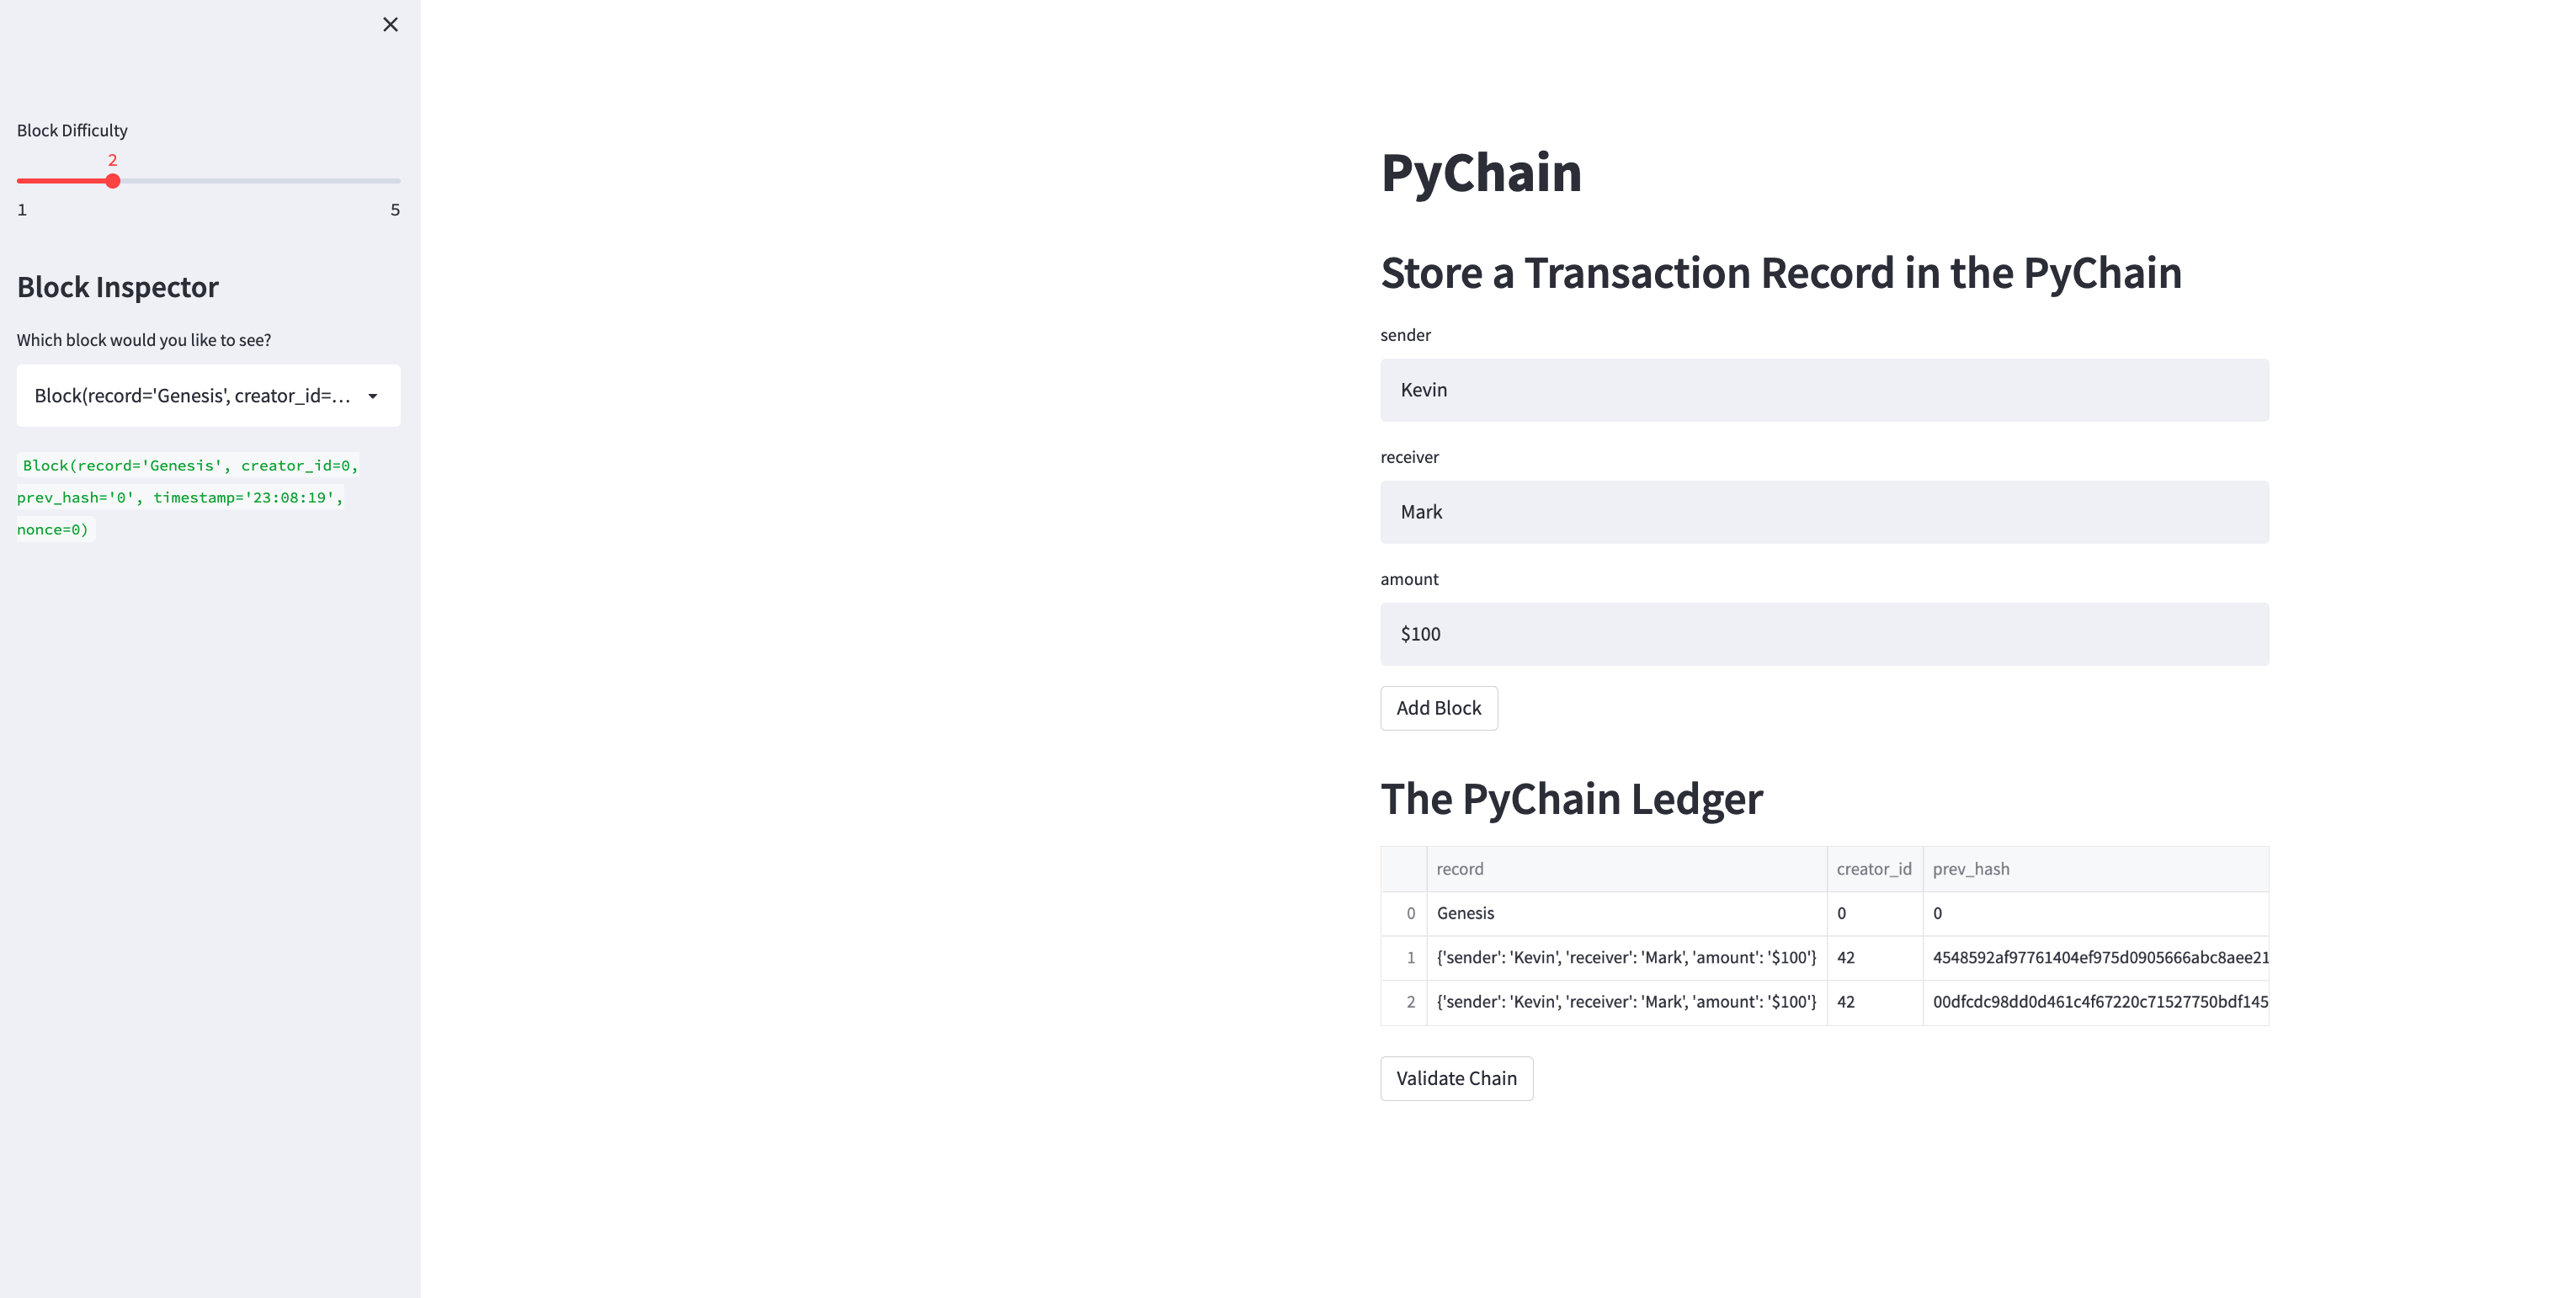 Block Difficulty
2
1 5
Block Inspector
Which block would you like to see?
Block(record='Genesis', creator_id=...
Block(record='Genesis', creator_id=0,
prev_hash='0', timestamp='23:08:19',
nonce=0)
PyChain
Store a Transaction Record in the PyChain
sender
Kevin
receiver
Mark
amount
$100
Add Block
The PyChain Ledger
record creator_id prev_hash
0 Genesis 0 0
1 {'sender': 'Kevin', 'receiver': 'Mark', 'amount': '$100'} 42 4548592af97761404ef975d0905666abc8aee21
2 {'sender': 'Kevin', 'receiver': 'Mark', 'amount': '$100'} 42 00dfcdc98dd0d461c4f67220c71527750bdf145
Validate Chain